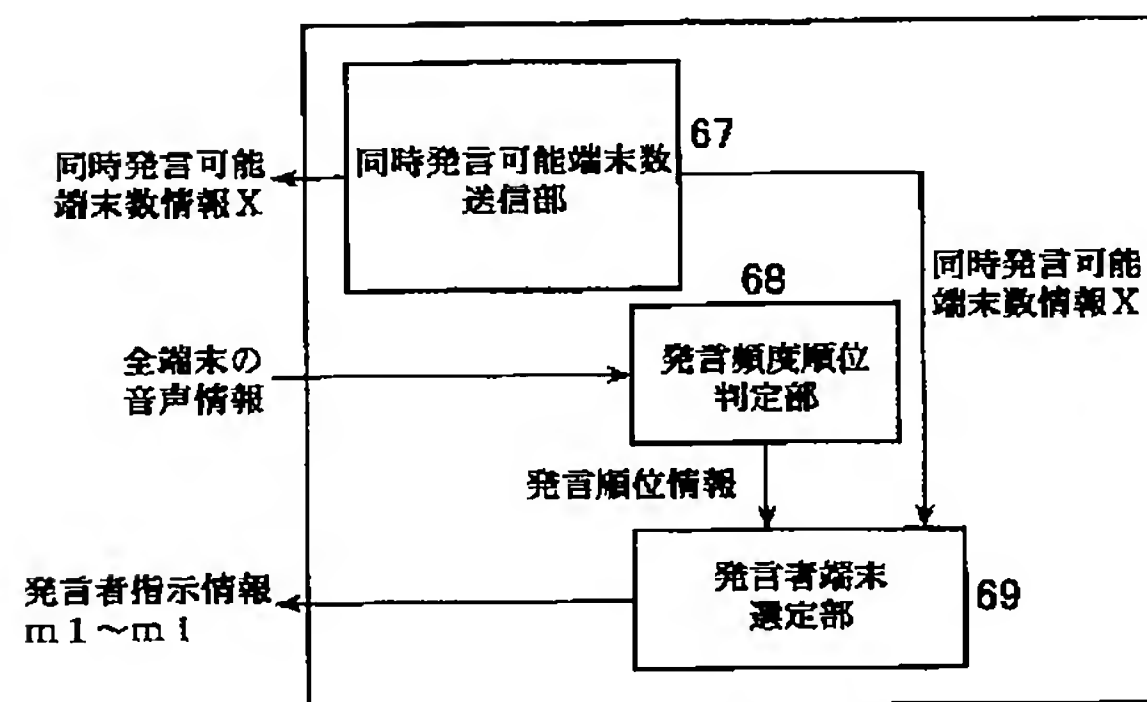 同時発言可能端末数
送信部
67
同時発言可能
端末数情報X
同時発言可能
端末数情報X
68
発言頻度順位
判定部
全端末の
音声情報
発言順位情報
発言者端末
選定部
69
発言者指示情報
m1～ml